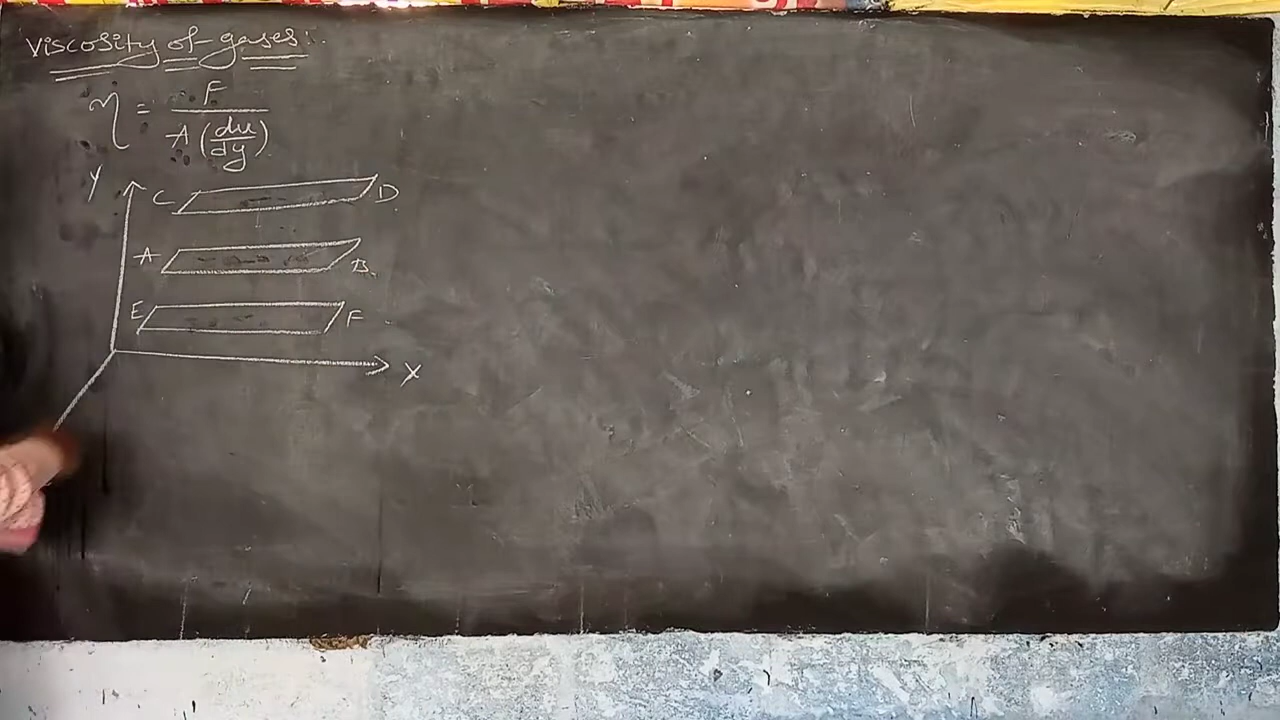 Viscosity of gases:
η = F / A (du/dy)
Y
C D
A B
E F
X